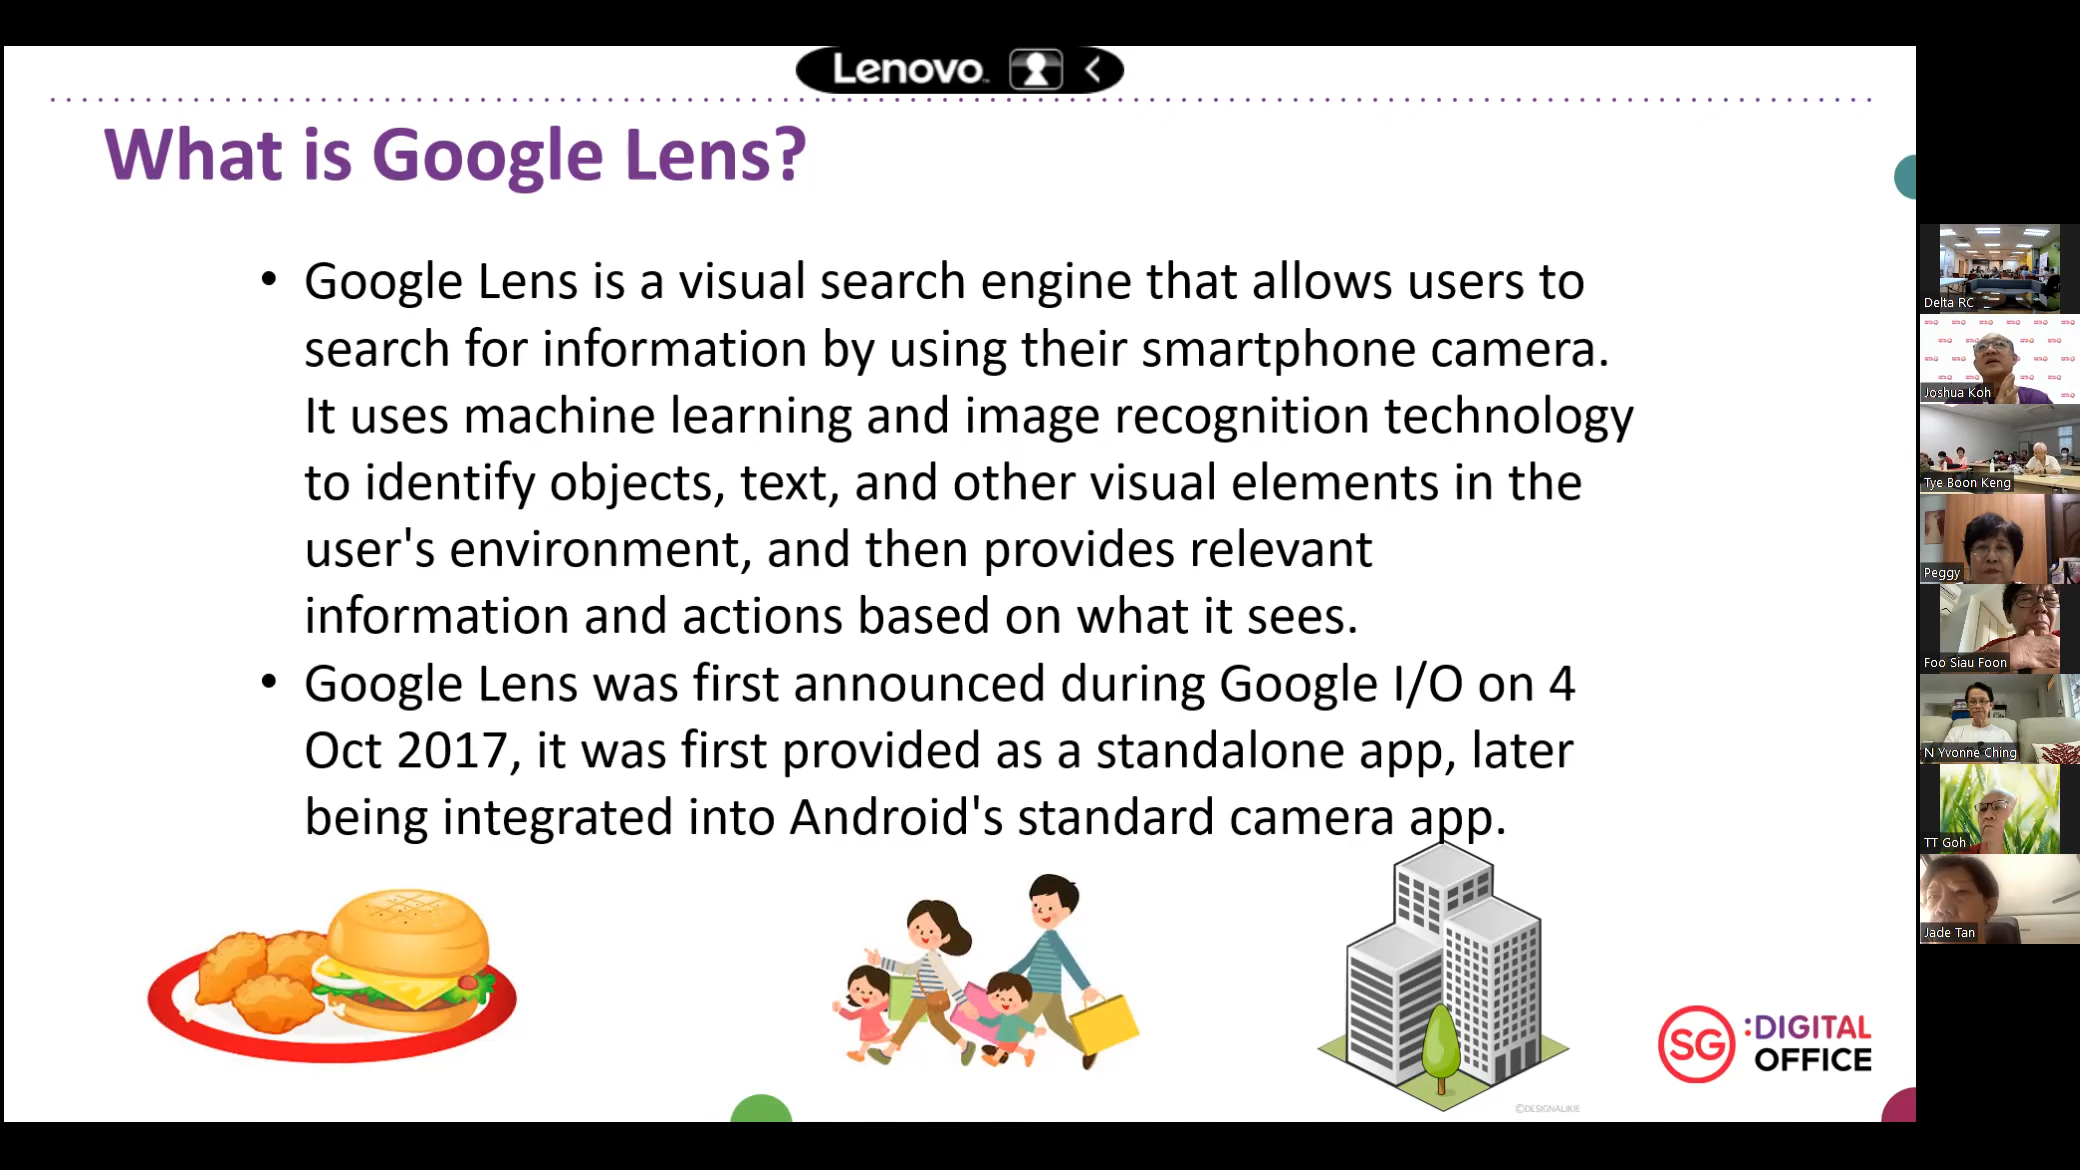 Lenovo
What is Google Lens?
• Google Lens is a visual search engine that allows users to
search for information by using their smartphone camera.
It uses machine learning and image recognition technology
to identify objects, text, and other visual elements in the
user's environment, and then provides relevant
information and actions based on what it sees.
• Google Lens was first announced during Google I/O on 4
Oct 2017, it was first provided as a standalone app, later
being integrated into Android's standard camera app.
SG :DIGITAL
OFFICE
©DESIGNALIKIE
Delta RC
Joshua Koh
Tye Boon Keng
Peggy
Foo Siau Foon
N Yvonne Ching
TT Goh
Jade Tan